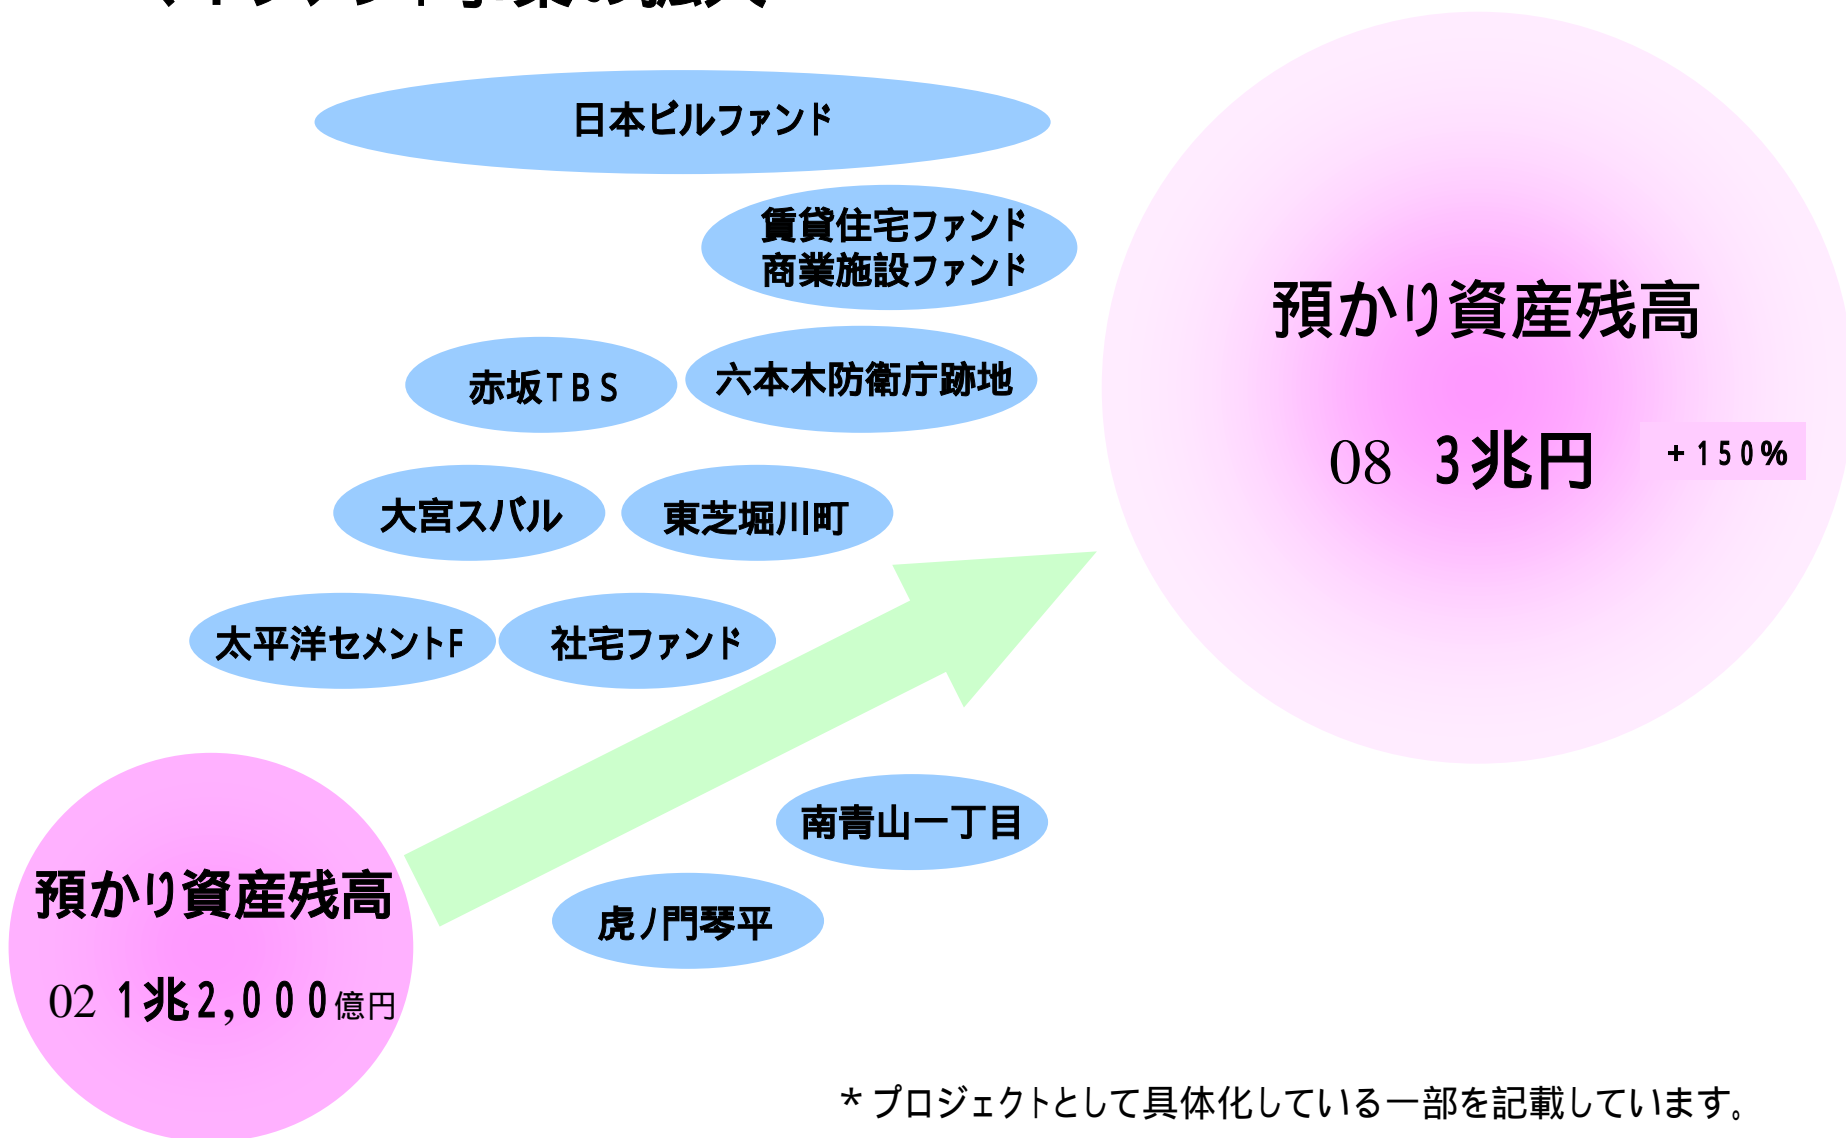 日本ビルファンド
賃貸住宅ファンド
商業施設ファンド
預かり資産残高
赤坂TBS
六本木防衛庁跡地
08 3兆円
+150%
大宮スバル
東芝堀川町
太平洋セメントF
社宅ファンド
南青山一丁目
預かり資産残高
虎ノ門琴平
02 1兆2,000億円
＊プロジェクトとして具体化している一部を記載しています。